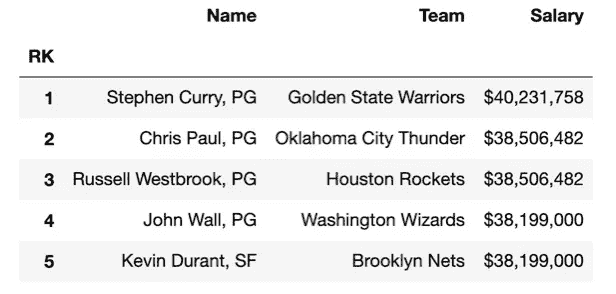 Name Team Salary
RK
1 Stephen Curry, PG Golden State Warriors $40,231,758
2 Chris Paul, PG Oklahoma City Thunder $38,506,482
3 Russell Westbrook, PG Houston Rockets $38,506,482
4 John Wall, PG Washington Wizards $38,199,000
5 Kevin Durant, SF Brooklyn Nets $38,199,000